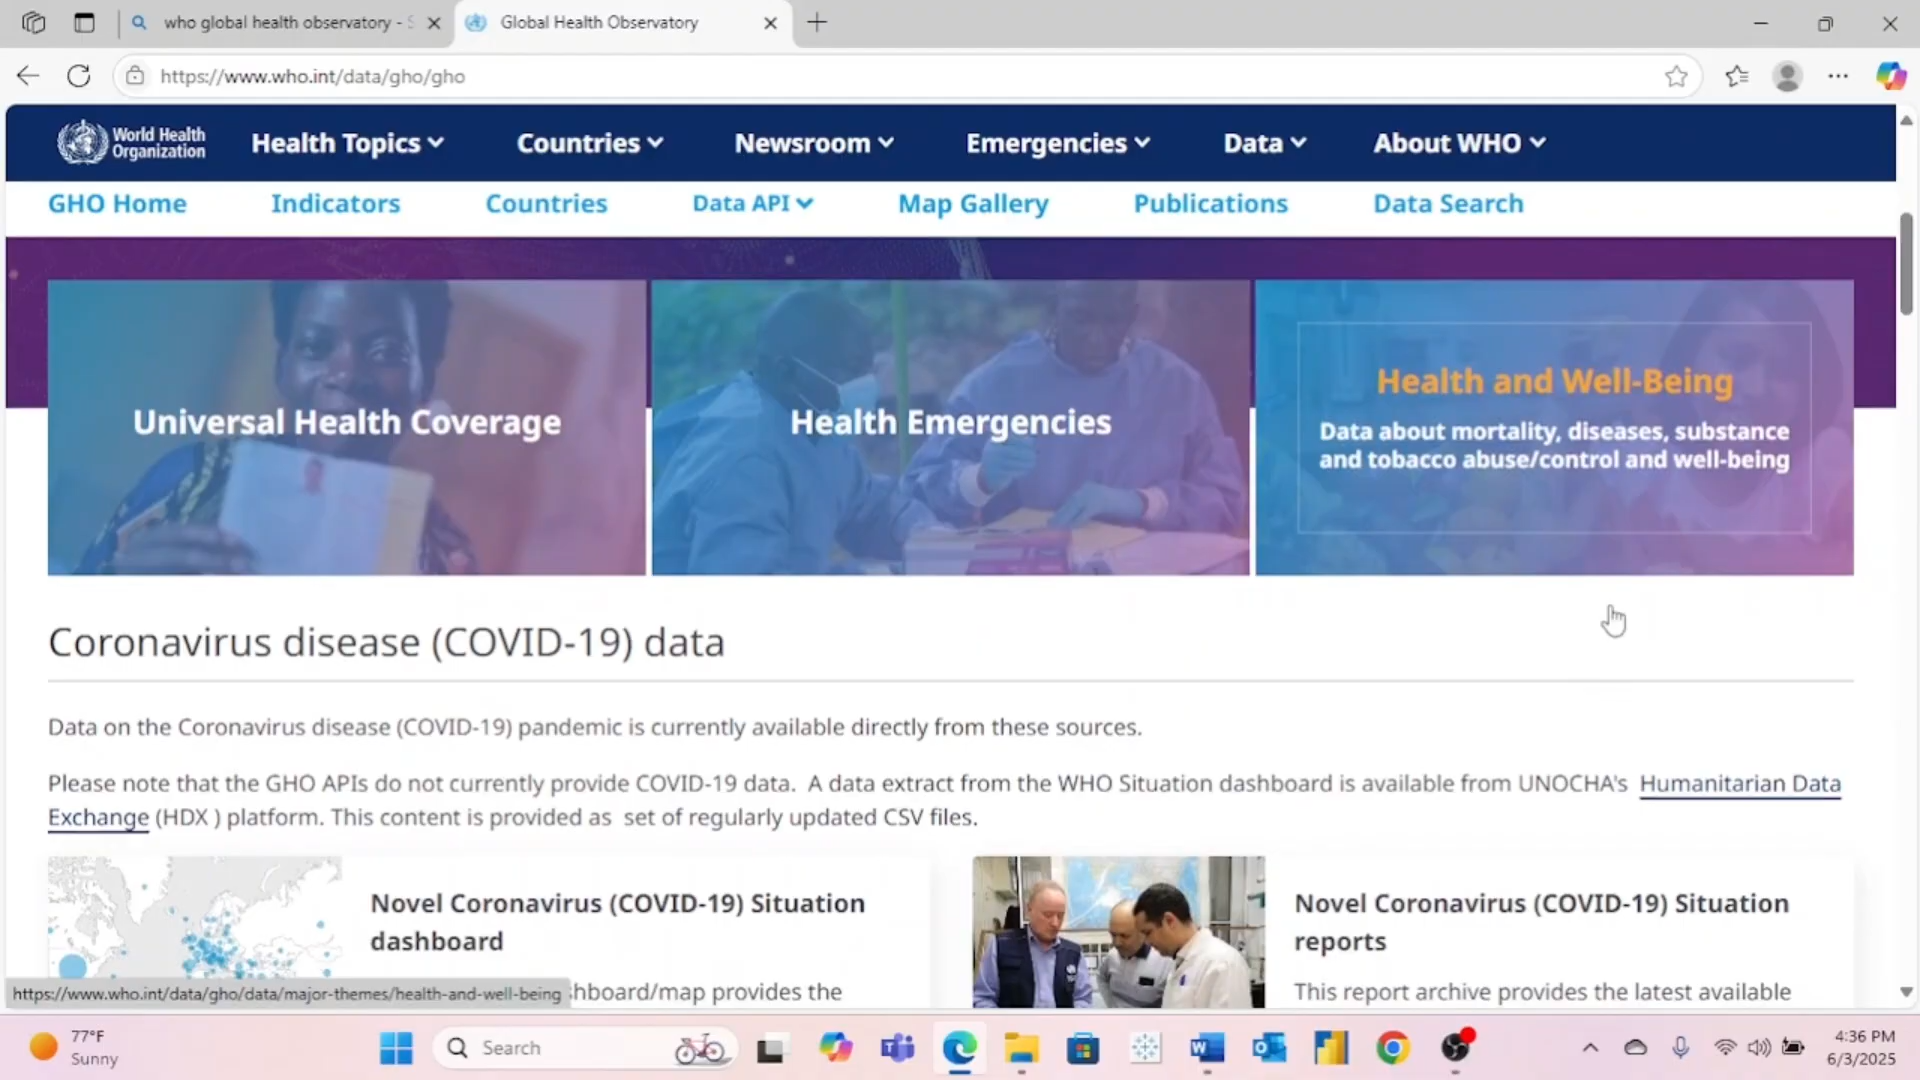 who global health observatory - S
Global Health Observatory
https://www.who.int/data/gho/gho
World Health
Organization
Health Topics
Countries
Newsroom
Emergencies
Data
About WHO
GHO Home
Indicators
Countries
Data API
Map Gallery
Publications
Data Search
Universal Health Coverage
Health Emergencies
Health and Well-Being
Data about mortality, diseases, substance
and tobacco abuse/control and well-being
Coronavirus disease (COVID-19) data
Data on the Coronavirus disease (COVID-19) pandemic is currently available directly from these sources.
Please note that the GHO APIs do not currently provide COVID-19 data. A data extract from the WHO Situation dashboard is available from UNOCHA's Humanitarian Data
Exchange (HDX ) platform. This content is provided as set of regularly updated CSV files.
Novel Coronavirus (COVID-19) Situation
dashboard
hboard/map provides the
Novel Coronavirus (COVID-19) Situation
reports
This report archive provides the latest available
https://www.who.int/data/gho/data/major-themes/health-and-well-being
77°F
Sunny
Search
4:36 PM
6/3/2025